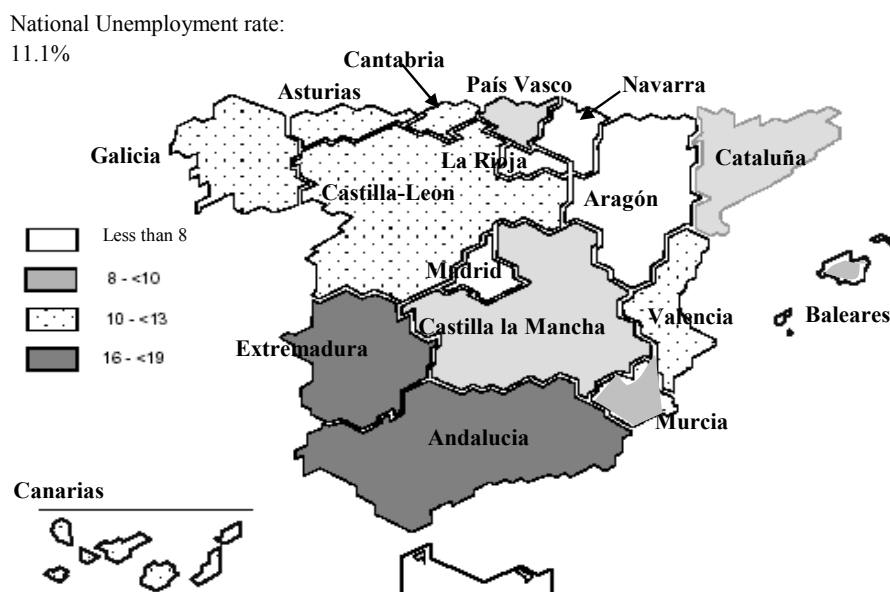 National Unemployment rate:
11.1%
Cantabria
País Vasco
Navarra
Asturias
Galicia
La Rioja
Cataluña
Castilla-Leon
Aragón
Less than 8
8 - <10
10 - <13
16 - <19
Madrid
Castilla la Mancha
Valencia
Baleares
Extremadura
Murcia
Andalucia
Canarias